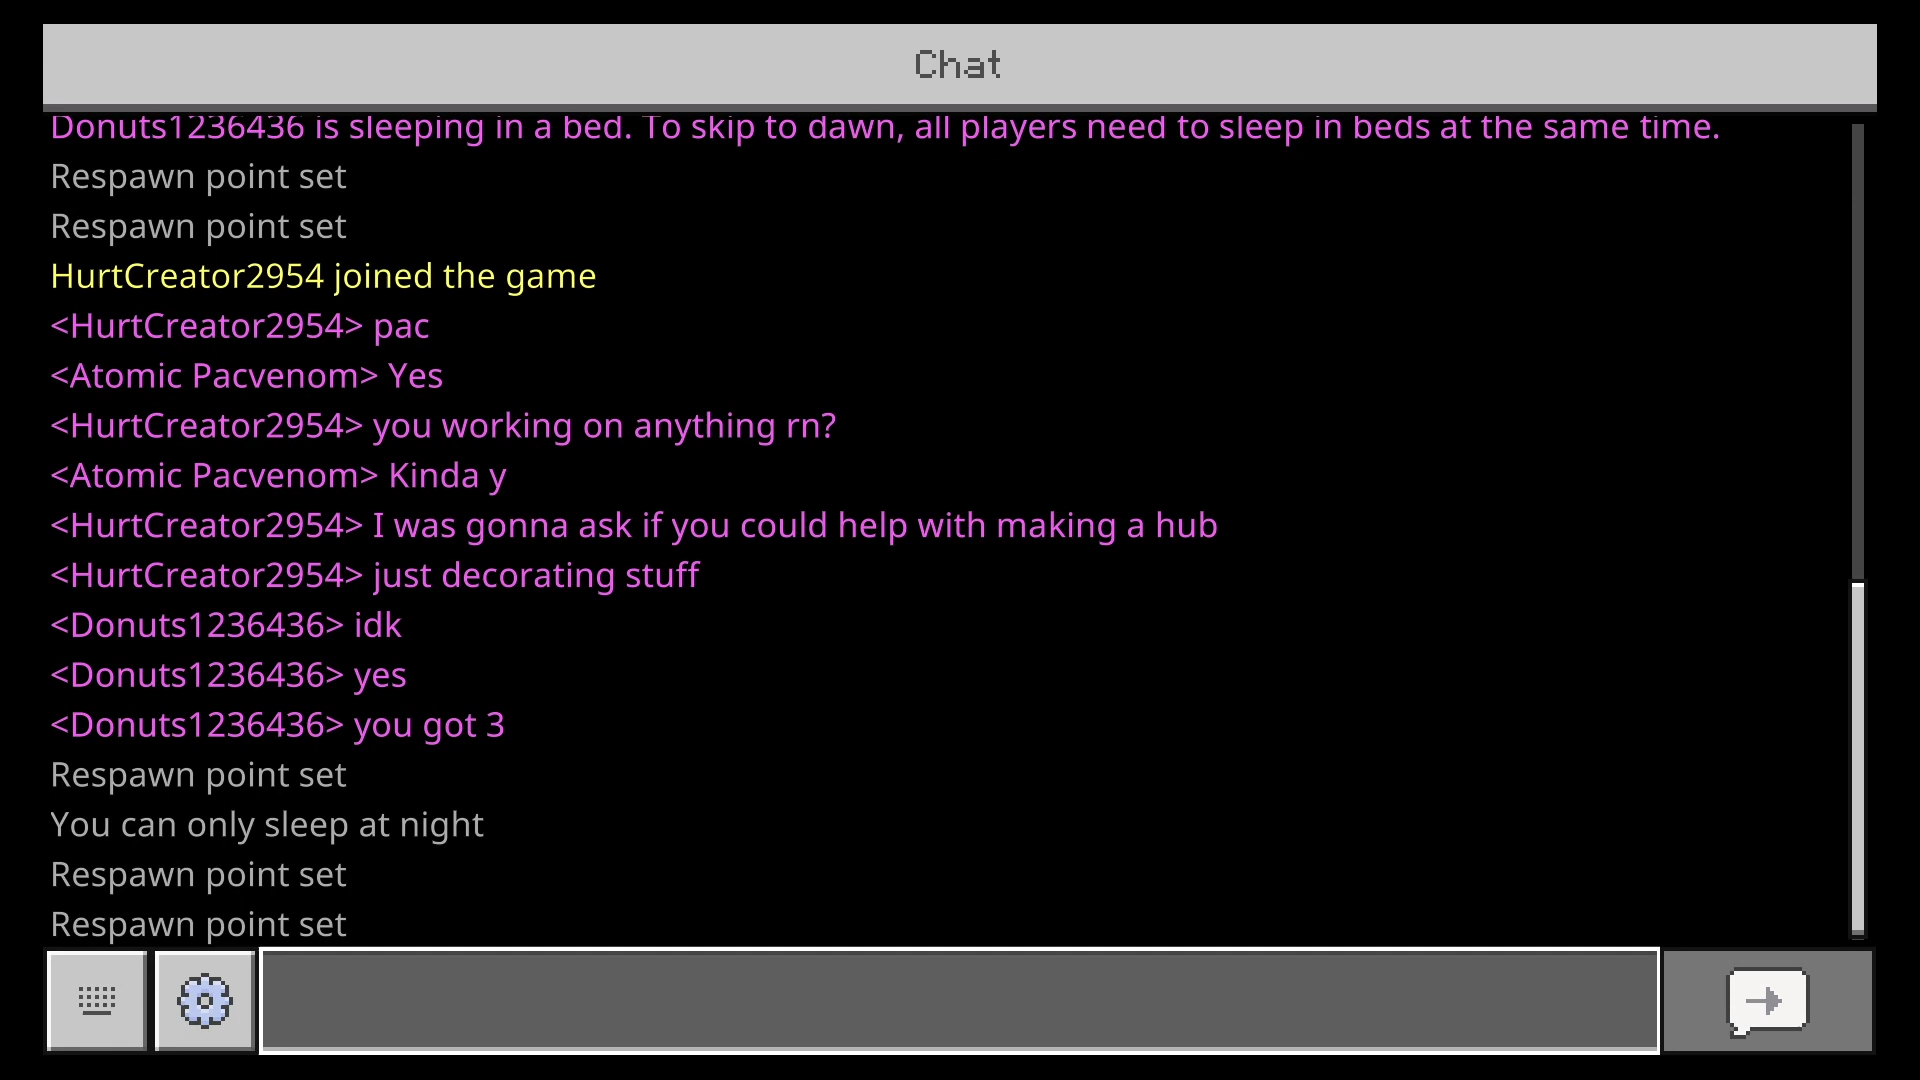 Chat
Donuts1236436 is sleeping in a bed. To skip to dawn, all players need to sleep in beds at the same time.
Respawn point set
Respawn point set
HurtCreator2954 joined the game
<HurtCreator2954> pac
<Atomic Pacvenom> Yes
<HurtCreator2954> you working on anything rn?
<Atomic Pacvenom> Kinda y
<HurtCreator2954> I was gonna ask if you could help with making a hub
<HurtCreator2954> just decorating stuff
<Donuts1236436> idk
<Donuts1236436> yes
<Donuts1236436> you got 3
Respawn point set
You can only sleep at night
Respawn point set
Respawn point set